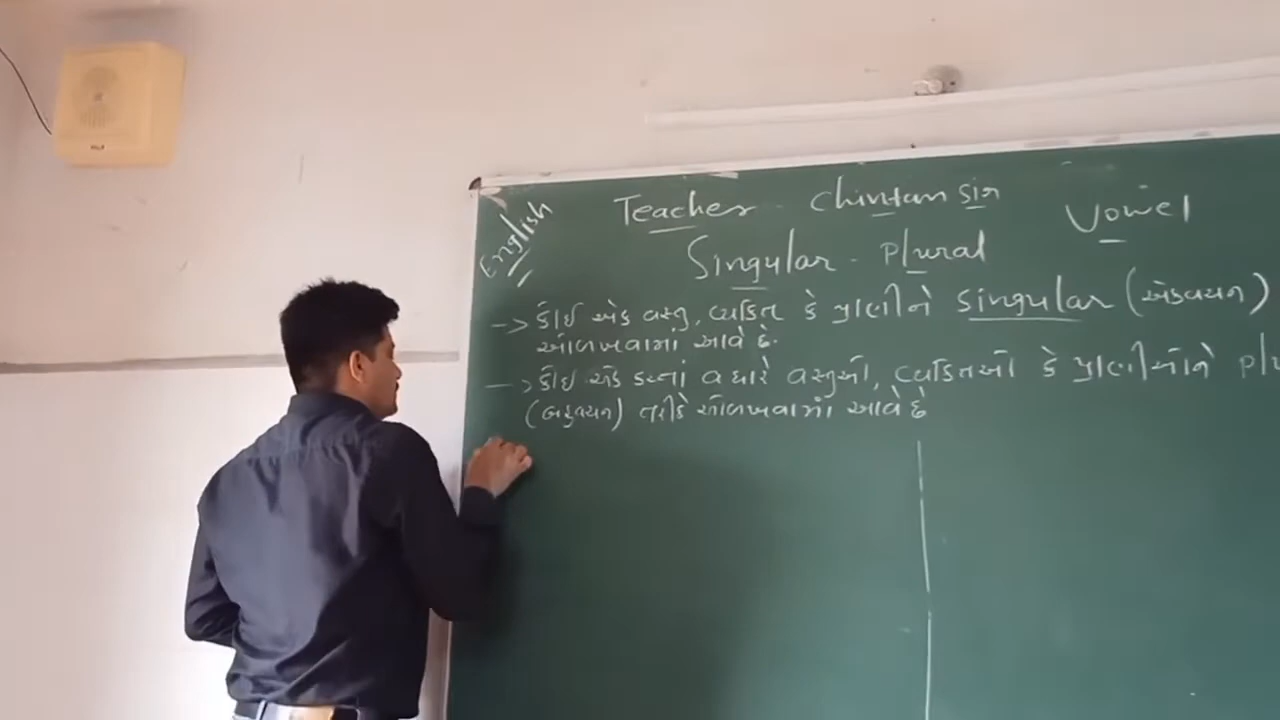 English
Teacher - Chintan sir
Vowel
Singular - plural
-> કોઈ એક વસ્તુ, વ્યકિત કે પ્રાણીને singular (એકવચન)
ઓળખવામાં આવે છે.
-> કોઈ એક કરતાં વધારે વસ્તુઓ, વ્યકિતઓ કે પ્રાણીઓને plu
(બહુવચન) તરીકે ઓળખવામાં આવે છે